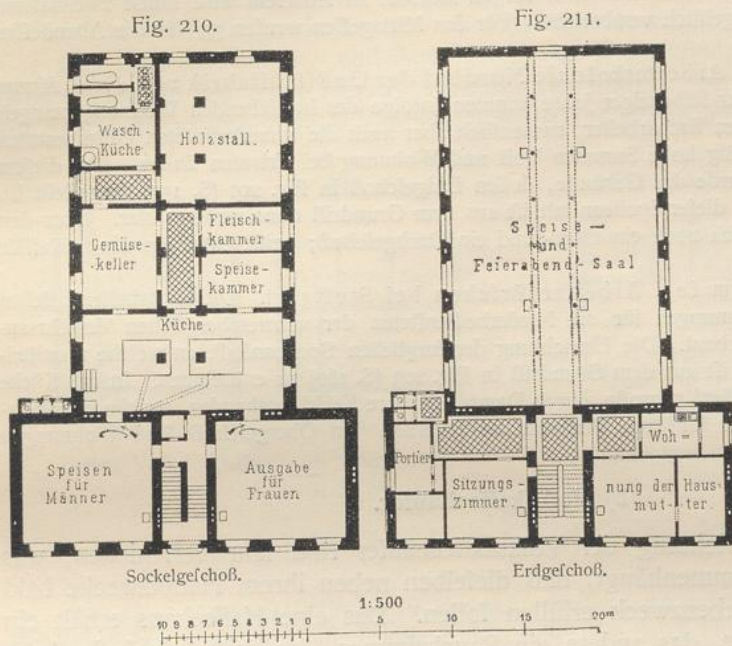 Fig. 210.
Fig. 211.
Wasch-
Küche.
Holzstall.
Gemüse-
-keller
Fleisch-
kammer
Speise-
kammer
Küche.
Speisen
für
Männer
Ausgabe
für
Frauen
Sockelgeſchoß.
Speise-
und
Feierabend-Saal
Portier
Sitzungs-
Zimmer.
Woh-
nung der Haus-
mut- ter.
Erdgeſchoß.
1:500
10 9 8 7 6 5 4 3 2 1 0 5 10 15 20m